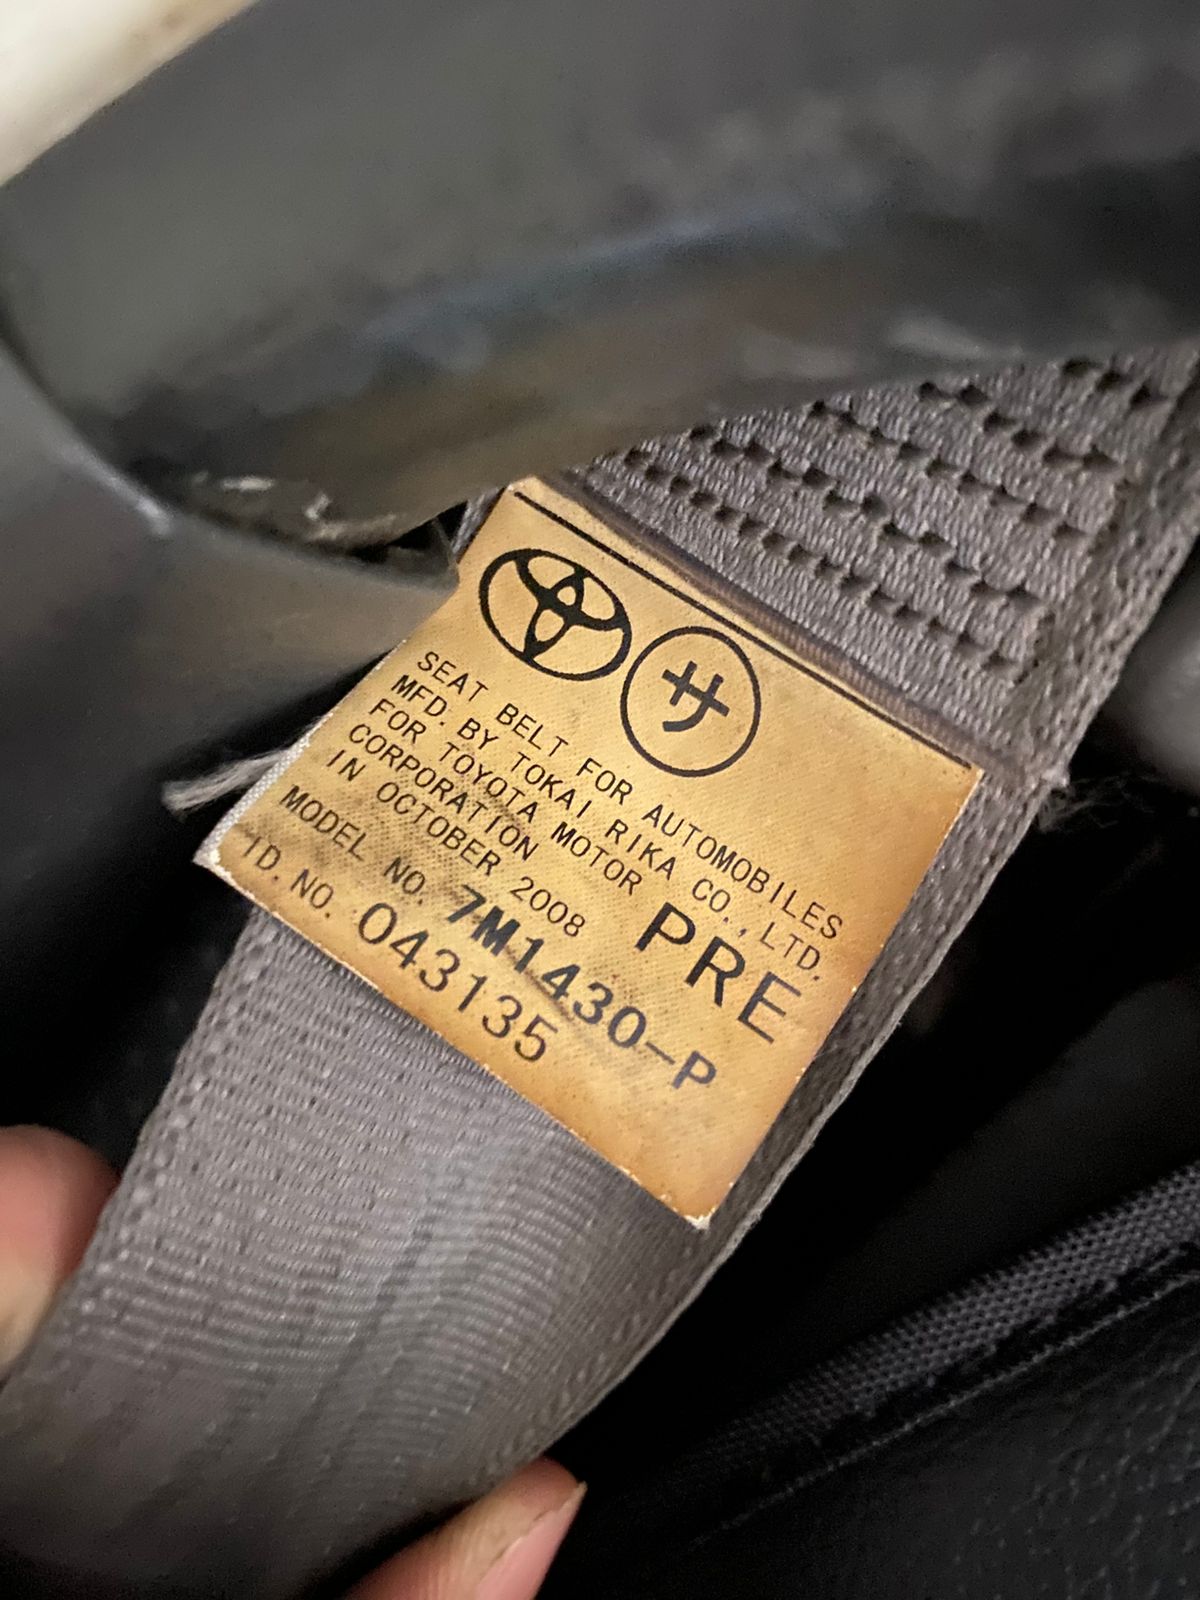 サ
SEAT BELT FOR AUTOMOBILES
MFD. BY TOKAI RIKA CO., LTD.
FOR TOYOTA MOTOR
CORPORATION
IN OCTOBER 2008
PRE
MODEL NO. 7M1430-P
ID. NO. 043135